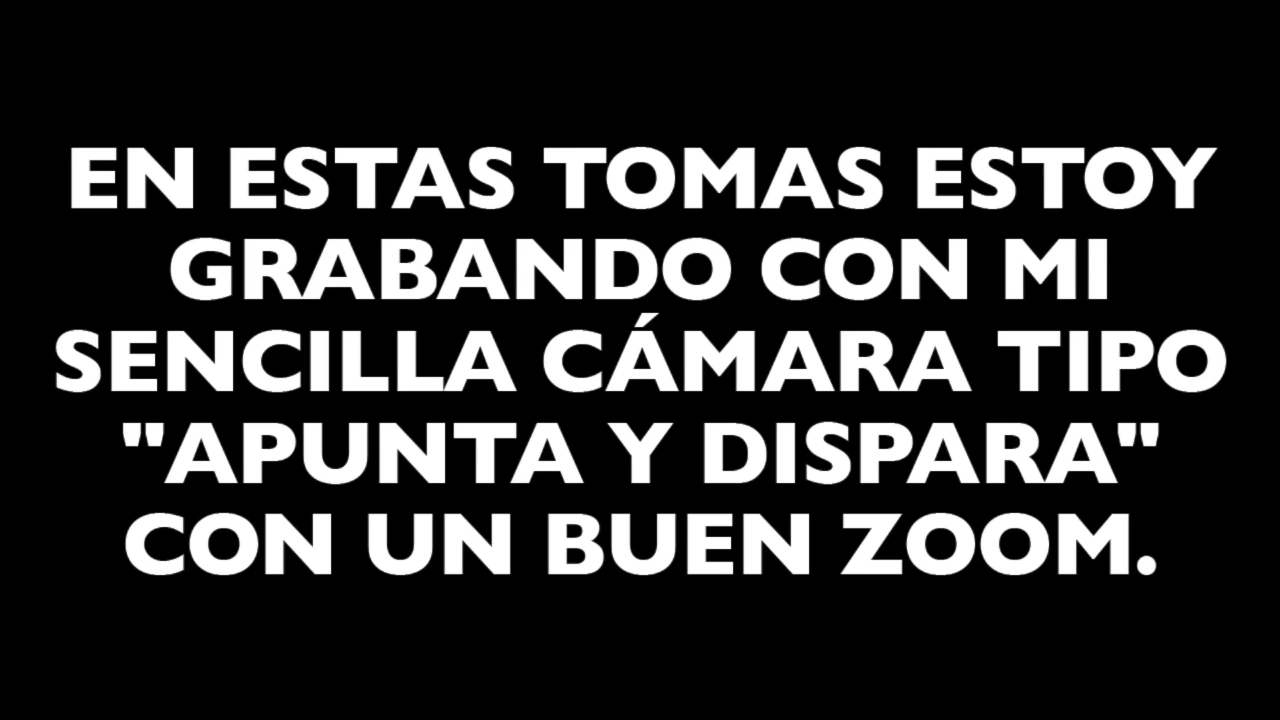 EN ESTAS TOMAS ESTOY
GRABANDO CON MI
SENCILLA CÁMARA TIPO
"APUNTA Y DISPARA"
CON UN BUEN ZOOM.